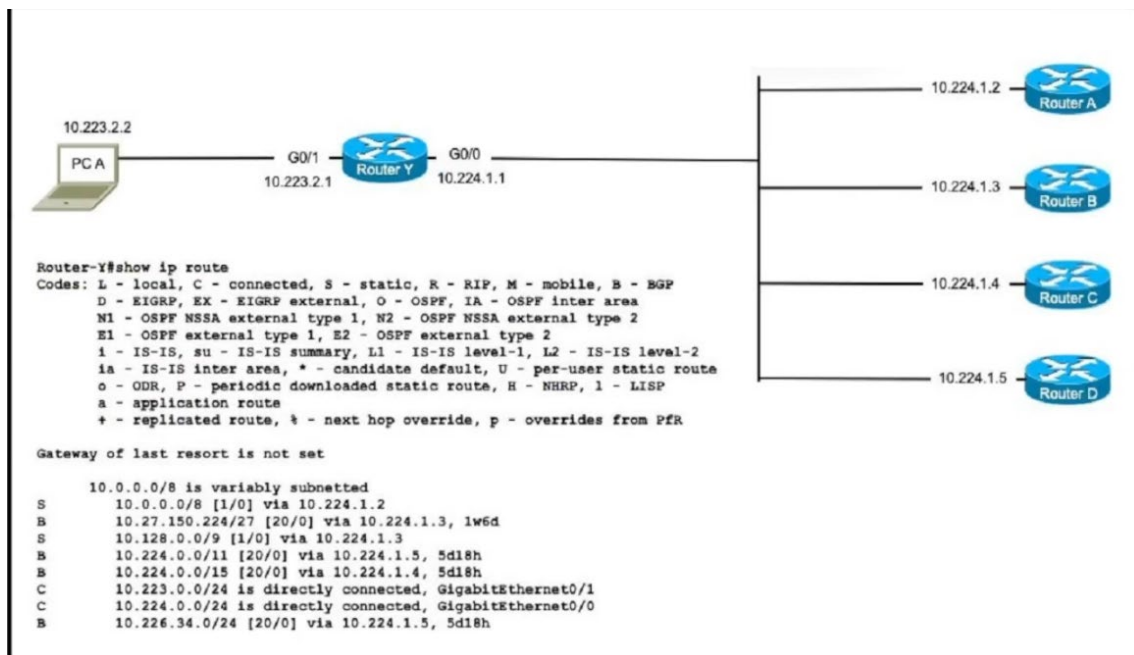 10.224.1.2
Router A
10.223.2.2
PC A
G0/1
Router Y
G0/0
10.223.2.1
10.224.1.1
10.224.1.3
Router B
10.224.1.4
Router C
10.224.1.5
Router D
Router-Y#show ip route
Codes: L - local, C - connected, S - static, R - RIP, M - mobile, B - BGP
D - EIGRP, EX - EIGRP external, O - OSPF, IA - OSPF inter area
N1 - OSPF NSSA external type 1, N2 - OSPF NSSA external type 2
E1 - OSPF external type 1, E2 - OSPF external type 2
i - IS-IS, su - IS-IS summary, L1 - IS-IS level-1, L2 - IS-IS level-2
ia - IS-IS inter area, * - candidate default, U - per-user static route
o - ODR, P - periodic downloaded static route, H - NHRP, l - LISP
a - application route
+ - replicated route, % - next hop override, p - overrides from PfR
Gateway of last resort is not set
10.0.0.0/8 is variably subnetted
S 10.0.0.0/8 [1/0] via 10.224.1.2
B 10.27.150.224/27 [20/0] via 10.224.1.3, 1w6d
S 10.128.0.0/9 [1/0] via 10.224.1.3
B 10.224.0.0/11 [20/0] via 10.224.1.5, 5d18h
B 10.224.0.0/15 [20/0] via 10.224.1.4, 5d18h
C 10.223.0.0/24 is directly connected, GigabitEthernet0/1
C 10.224.0.0/24 is directly connected, GigabitEthernet0/0
B 10.226.34.0/24 [20/0] via 10.224.1.5, 5d18h